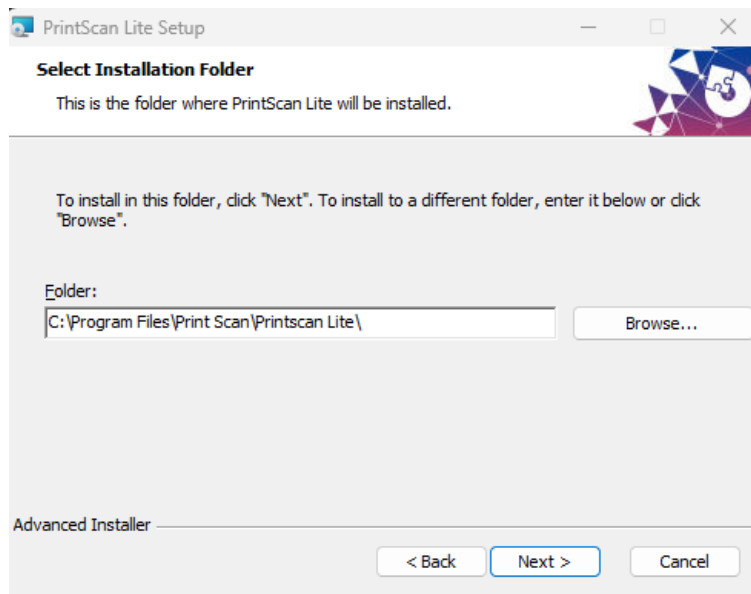 PrintScan Lite Setup
Select Installation Folder
This is the folder where PrintScan Lite will be installed.
To install in this folder, click "Next". To install to a different folder, enter it below or click
"Browse".
Folder:
C:\Program Files\Print Scan\Printscan Lite\
Browse...
Advanced Installer
< Back
Next >
Cancel